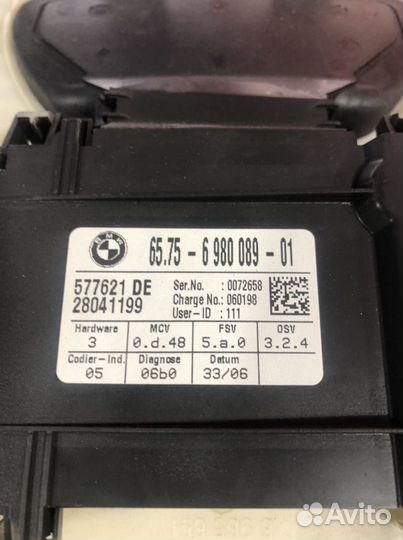 BMW
65.75 - 6 980 089 - 01
577621 DE
28041199
Ser.No. : 0072658
Charge No.: 060198
User-ID : 111
Hardware MCV FSV OSV
3 0.d.48 5.a.0 3.2.4
Codier-Ind. Diagnose Datum
05 06b0 33/06
Avito